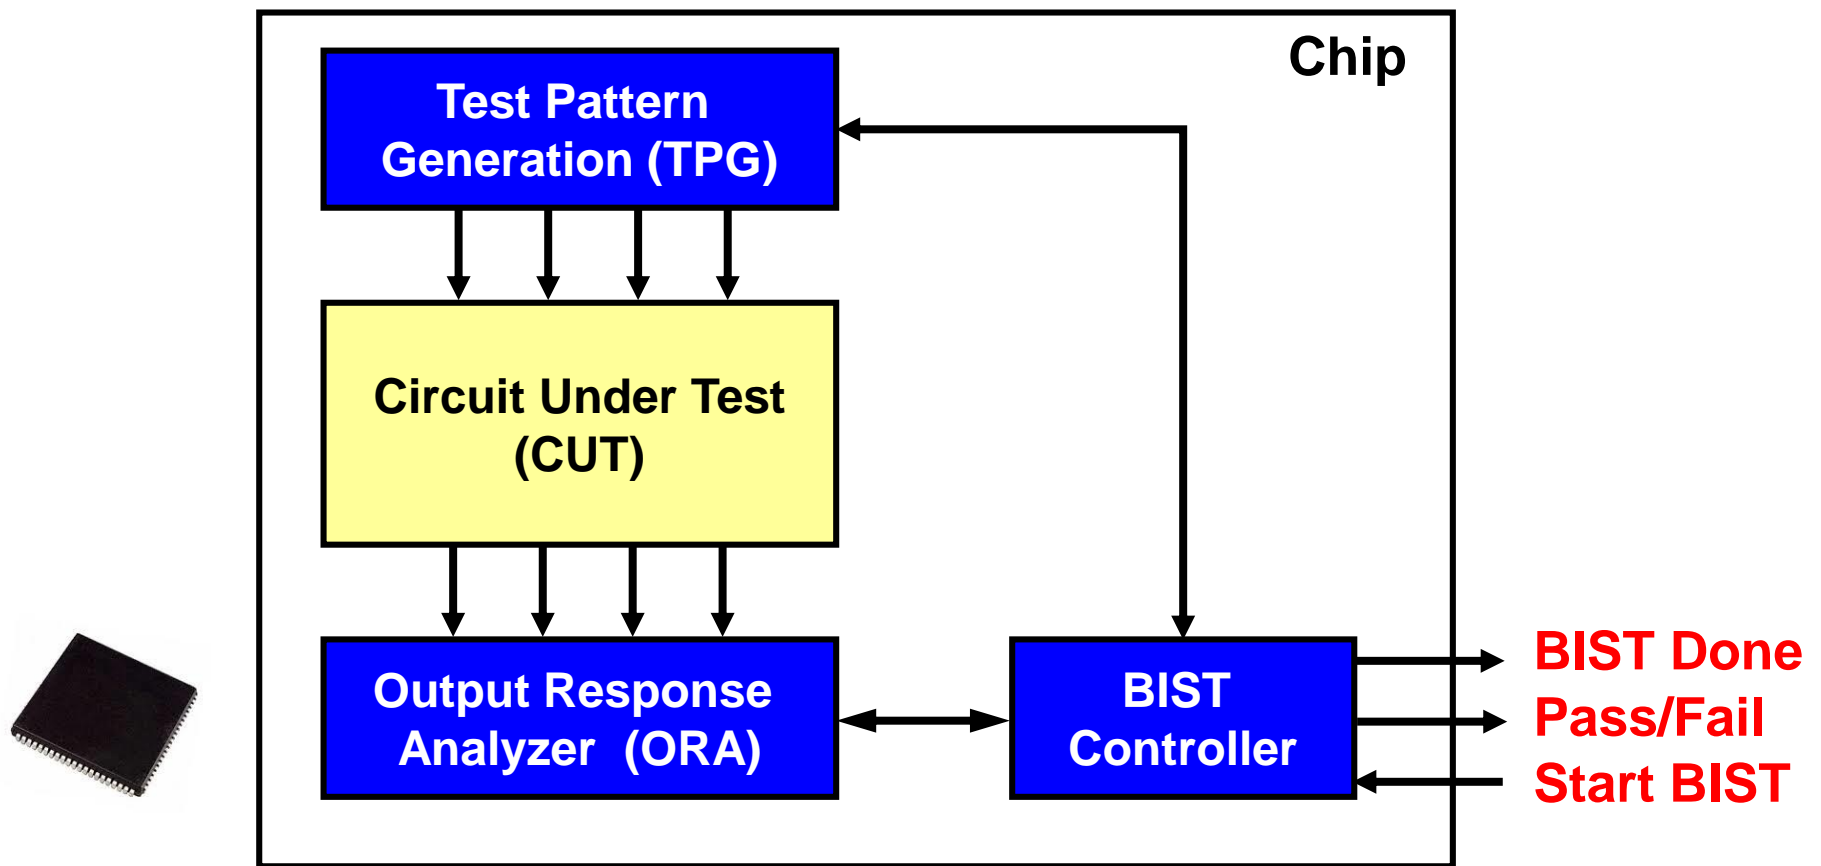 Chip
Test Pattern
Generation (TPG)
Circuit Under Test
(CUT)
Output Response
Analyzer (ORA)
BIST
Controller
BIST Done
Pass/Fail
Start BIST